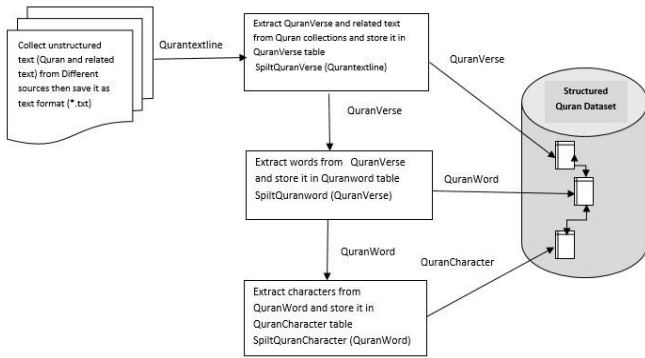 Collect unstructured
text (Quran and related
text) from Different
sources then save it as
text format (*.txt)
Qurantextline
Extract QuranVerse and related text
from Quran collections and store it in
QuranVerse table
SpiltQuranVerse (Qurantextline)
QuranVerse
QuranVerse
Structured
Quran Dataset
Extract words from QuranVerse
and store it in Quranword table
SpiltQuranword (QuranVerse)
QuranWord
QuranWord
QuranCharacter
Extract characters from
QuranWord and store it in
QuranCharacter table
SpiltQuranCharacter (QuranWord)